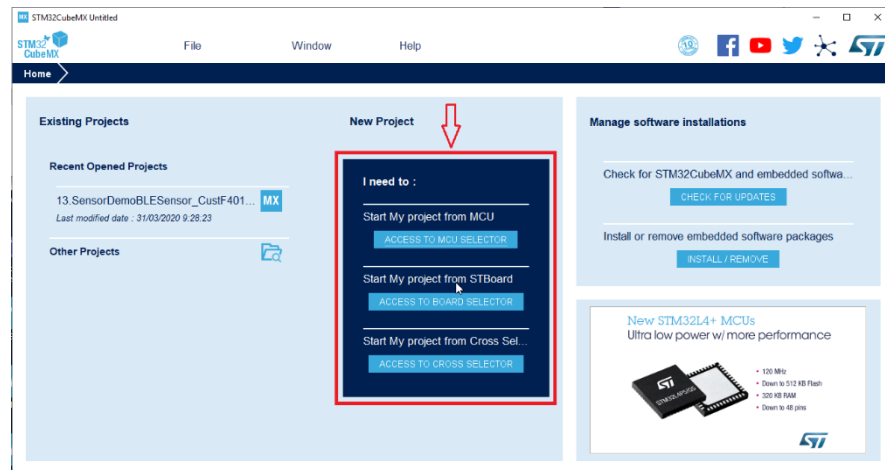 MX STM32CubeMX Untitled
STM32
CubeMX
File
Window
Help
Home
Existing Projects
Recent Opened Projects
13.SensorDemoBLESensor_CustF401... MX
Last modified date : 31/03/2020 9:28:23
Other Projects
New Project
I need to :
Start My project from MCU
ACCESS TO MCU SELECTOR
Start My project from STBoard
ACCESS TO BOARD SELECTOR
Start My project from Cross Sel...
ACCESS TO CROSS SELECTOR
Manage software installations
Check for STM32CubeMX and embedded softwa...
CHECK FOR UPDATES
Install or remove embedded software packages
INSTALL / REMOVE
New STM32L4+ MCUs
Ultra low power w/ more performance
• 120 MHz
• Down to 512 KB Flash
• 320 KB RAM
• Down to 48 pins